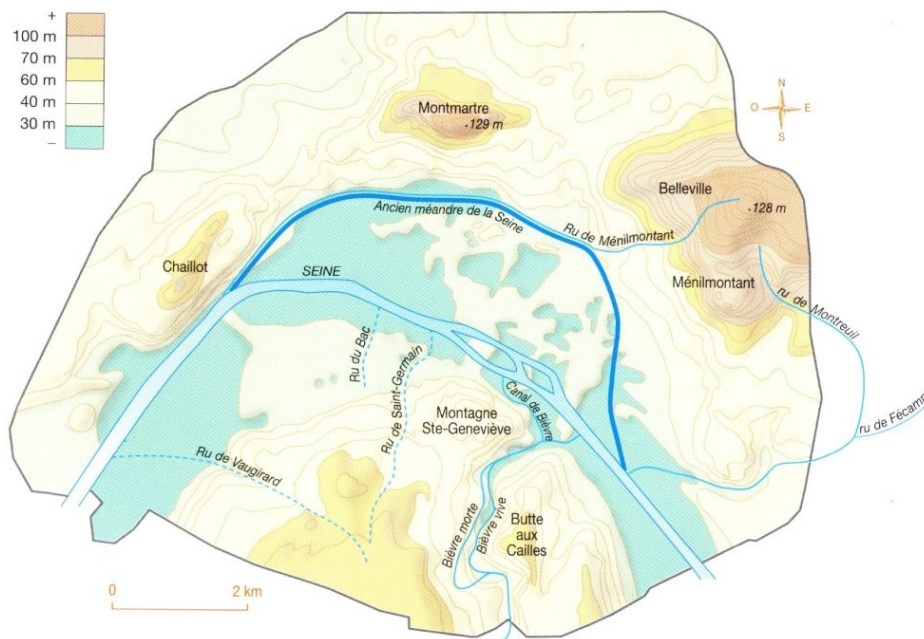 +
100 m
70 m
60 m
40 m
30 m
–
N
O
E
S
Montmartre
129 m
Belleville
128 m
Ancien méandre de la Seine
Ru de Ménilmontant
Chaillot
SEINE
Ménilmontant
ru de Montreuil
Ru du Bac
Ru de Saint-Germain
Canal de Bièvre
Montagne
Ste-Geneviève
ru de Fécamp
Ru de Vaugirard
Bièvre morte
Bièvre vive
Butte
aux
Cailles
0
2 km